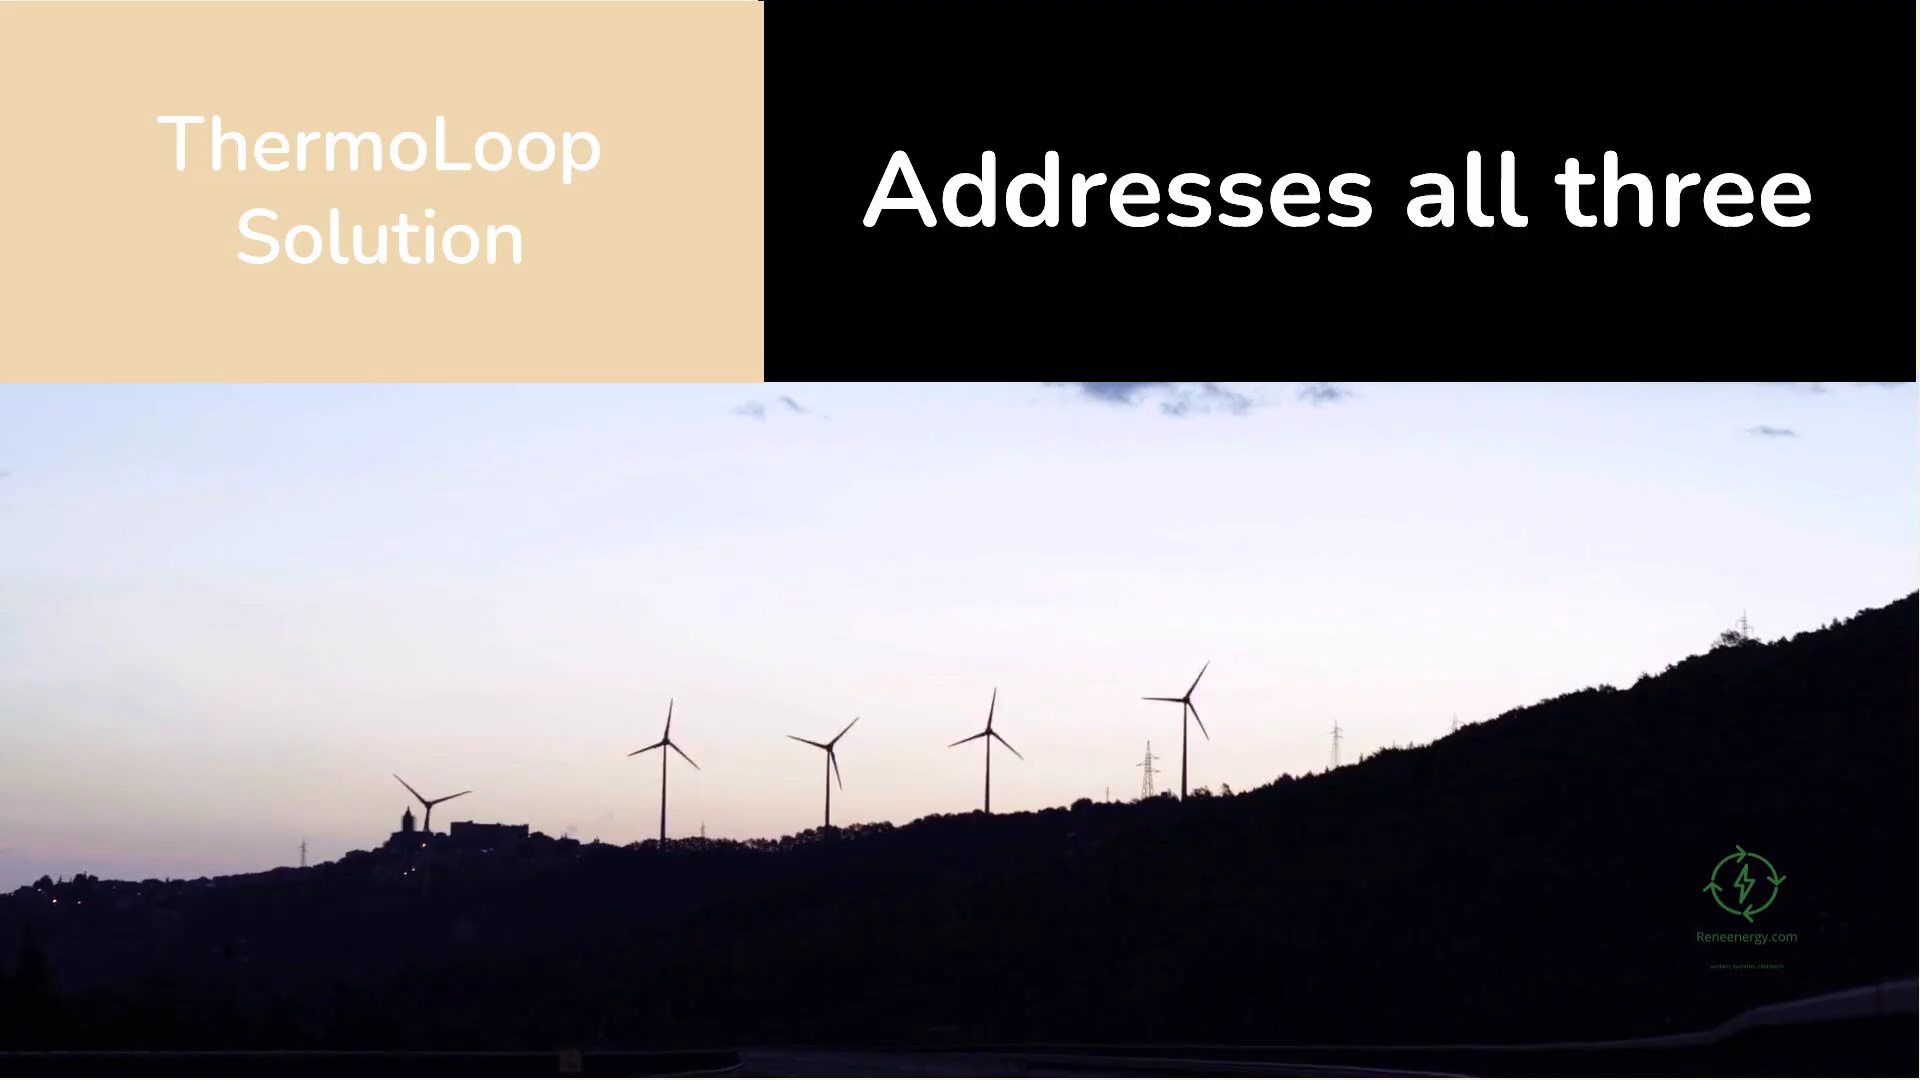 ThermoLoop
Solution
Addresses all three
Reneenergy.com